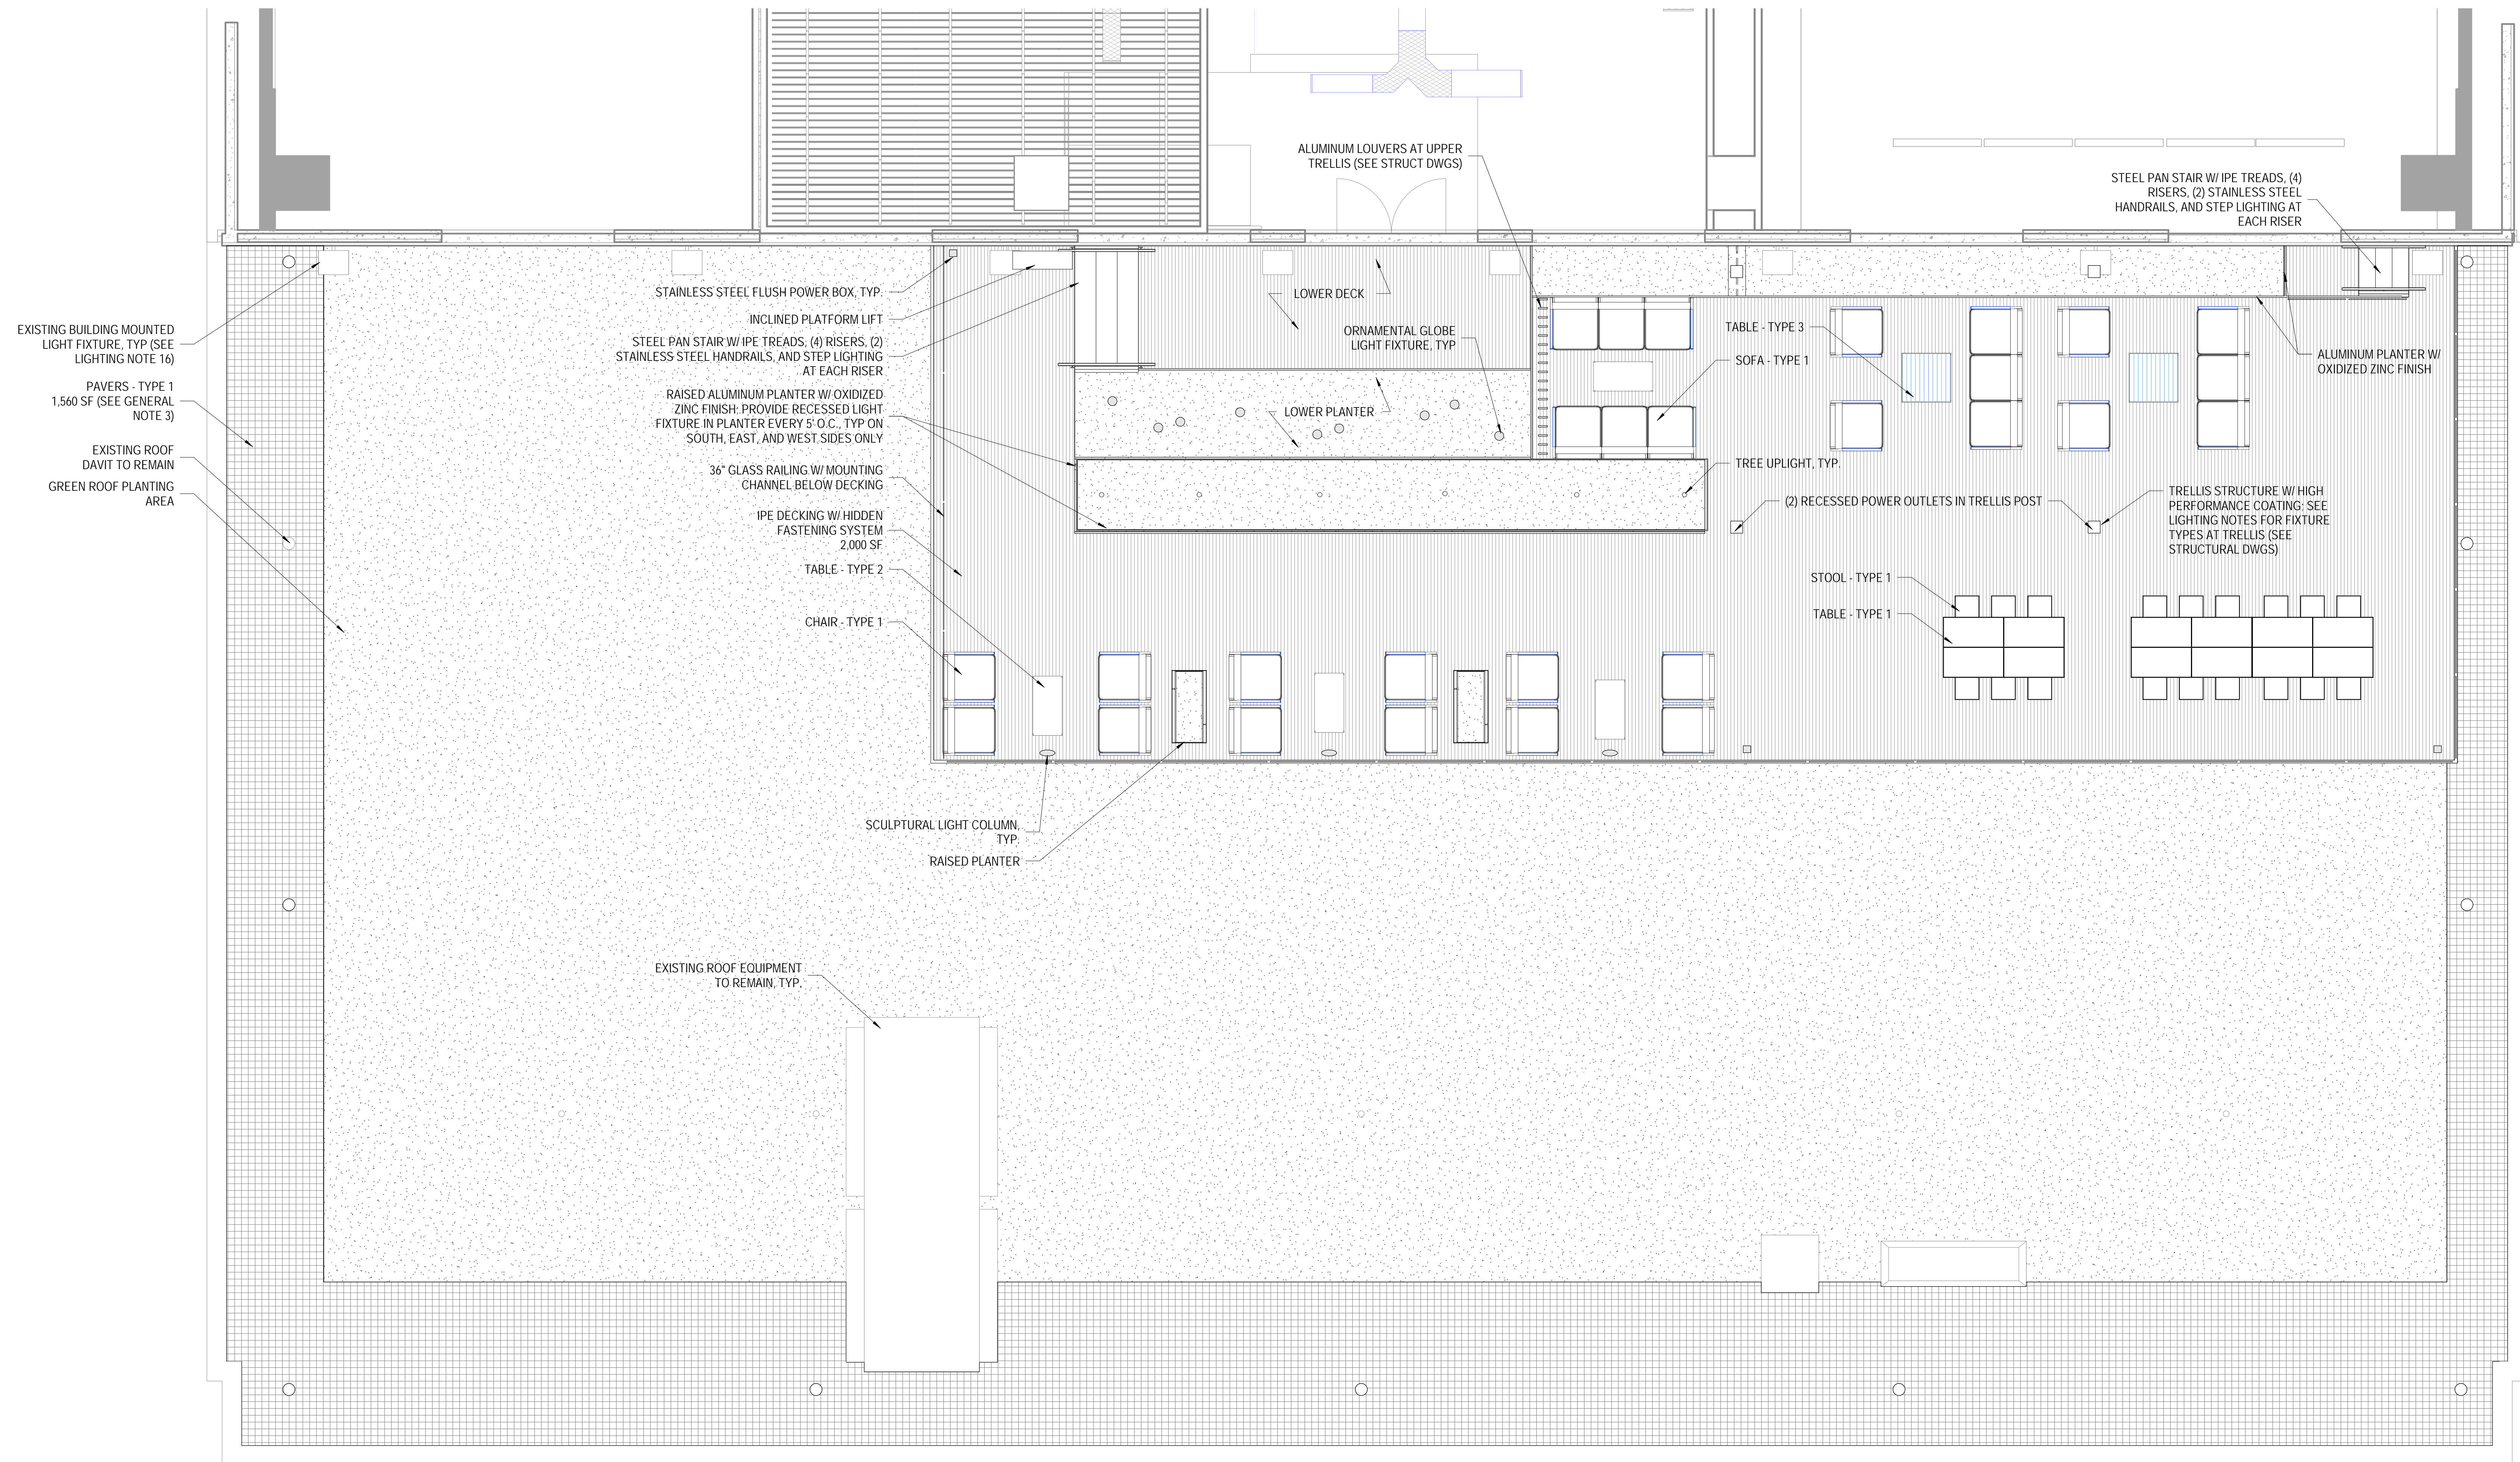 ALUMINUM LOUVERS AT UPPER
TRELLIS (SEE STRUCT DWGS)
STEEL PAN STAIR W/ IPE TREADS, (4)
RISERS, (2) STAINLESS STEEL
HANDRAILS, AND STEP LIGHTING AT
EACH RISER
STAINLESS STEEL FLUSH POWER BOX, TYP.
LOWER DECK
INCLINED PLATFORM LIFT
EXISTING BUILDING MOUNTED
LIGHT FIXTURE, TYP (SEE
LIGHTING NOTE 16)
STEEL PAN STAIR W/ IPE TREADS, (4) RISERS, (2)
STAINLESS STEEL HANDRAILS, AND STEP LIGHTING
AT EACH RISER
ORNAMENTAL GLOBE
LIGHT FIXTURE, TYP
TABLE - TYPE 3
SOFA - TYPE 1
ALUMINUM PLANTER W/
OXIDIZED ZINC FINISH
PAVERS - TYPE 1
1,560 SF (SEE GENERAL
NOTE 3)
RAISED ALUMINUM PLANTER W/ OXIDIZED
ZINC FINISH: PROVIDE RECESSED LIGHT
FIXTURE IN PLANTER EVERY 5' O.C., TYP ON
SOUTH, EAST, AND WEST SIDES ONLY
LOWER PLANTER
EXISTING ROOF
DAVIT TO REMAIN
36" GLASS RAILING W/ MOUNTING
CHANNEL BELOW DECKING
TREE UPLIGHT, TYP.
GREEN ROOF PLANTING
AREA
(2) RECESSED POWER OUTLETS IN TRELLIS POST
TRELLIS STRUCTURE W/ HIGH
PERFORMANCE COATING: SEE
LIGHTING NOTES FOR FIXTURE
TYPES AT TRELLIS (SEE
STRUCTURAL DWGS)
IPE DECKING W/ HIDDEN
FASTENING SYSTEM
2,000 SF
TABLE - TYPE 2
STOOL - TYPE 1
TABLE - TYPE 1
CHAIR - TYPE 1
SCULPTURAL LIGHT COLUMN,
TYP.
RAISED PLANTER
EXISTING ROOF EQUIPMENT
TO REMAIN, TYP.